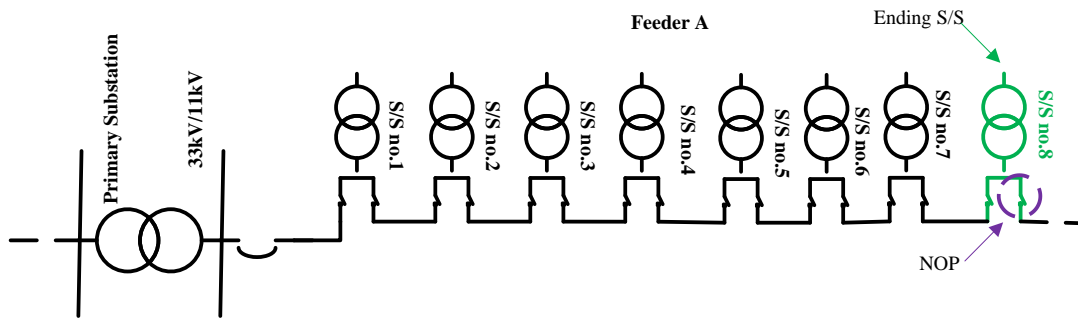 Feeder A
Ending S/S
Primary Substation
33kV/11kV
S/S no.1
S/S no.2
S/S no.3
S/S no.4
S/S no.5
S/S no.6
S/S no.7
S/S no.8
NOP